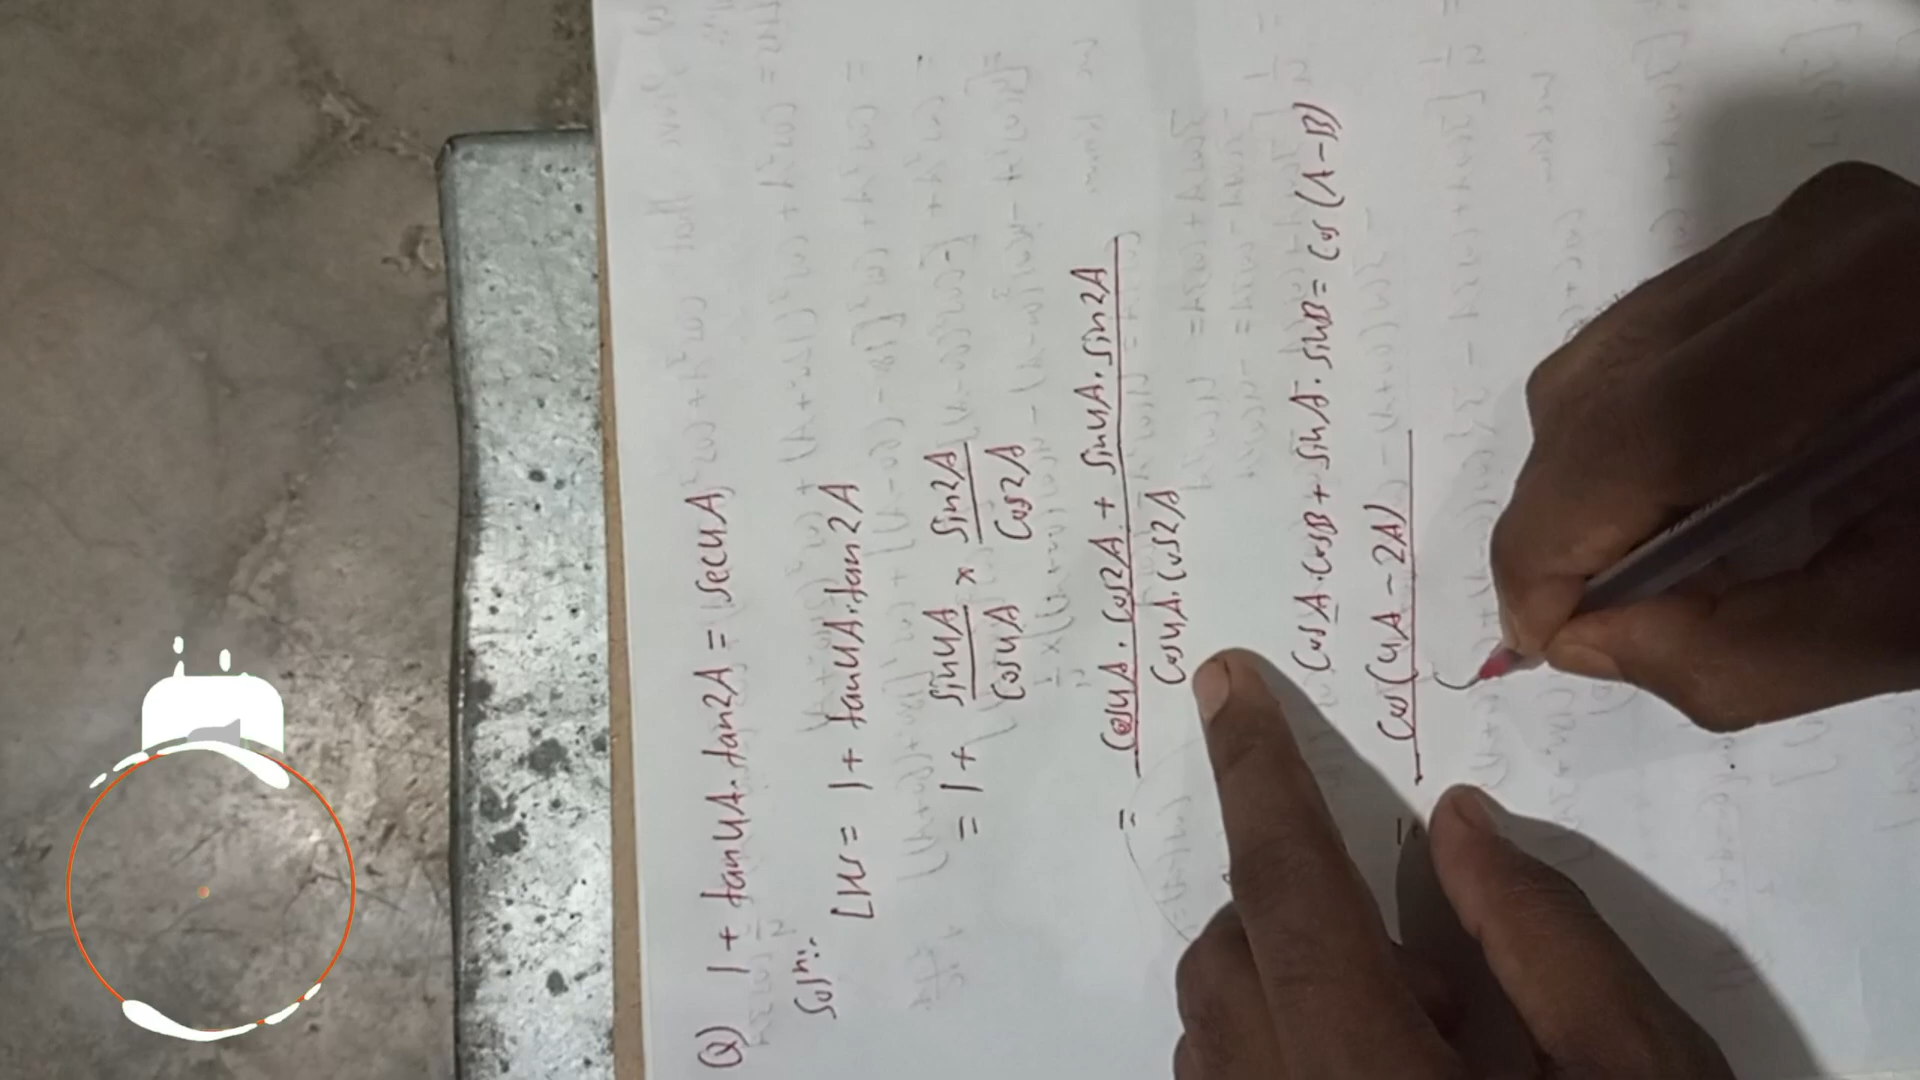 Q) 1 + tan4A.tan2A = sec4A
Soln:.
LHS = 1 + tan4A.tan2A
= 1 + sin4A/cos4A × sin2A/cos2A
= cos4A.cos2A + sin4A.sin2A / cos4A.cos2A
cosA.cosB + sinA.sinB = cos(A-B)
= cos(4A-2A)